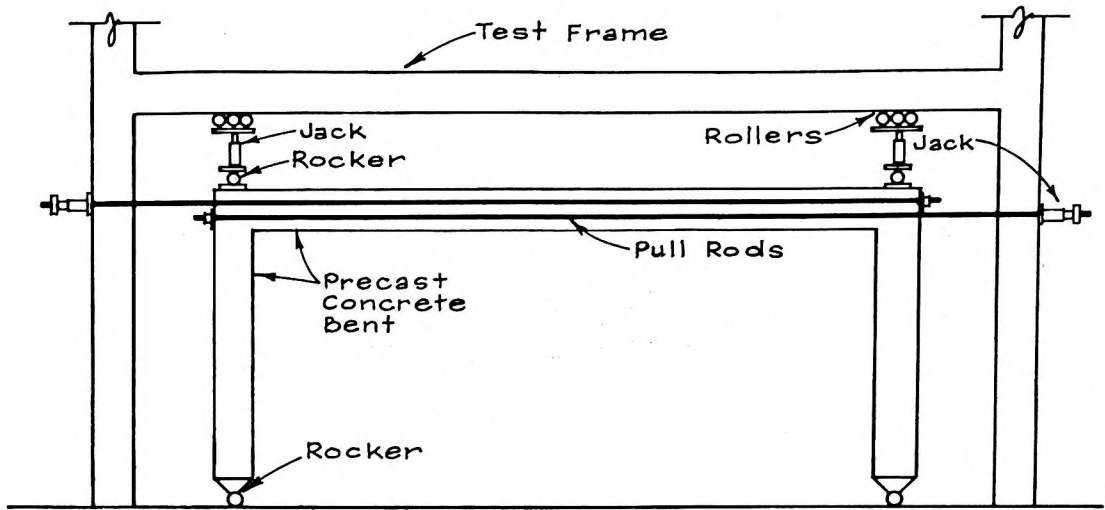 Test Frame
Jack
Rocker
Rollers
Jack
Pull Rods
Precast
Concrete
Bent
Rocker